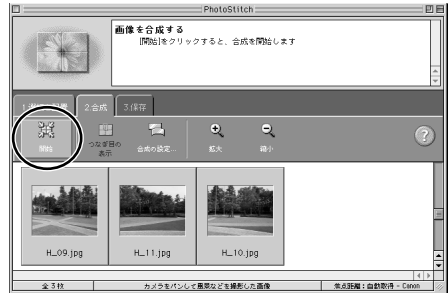 PhotoStitch
画像を合成する
[開始]をクリックすると、合成を開始します
2.合成
3.保存
開始
つなぎ目の
表示
合成の設定...
拡大
縮小
?
H_09.jpg
H_11.jpg
H_10.jpg
全 3 枚
カメラをパンして風景などを撮影した画像
焦点距離：自動取得 - Canon